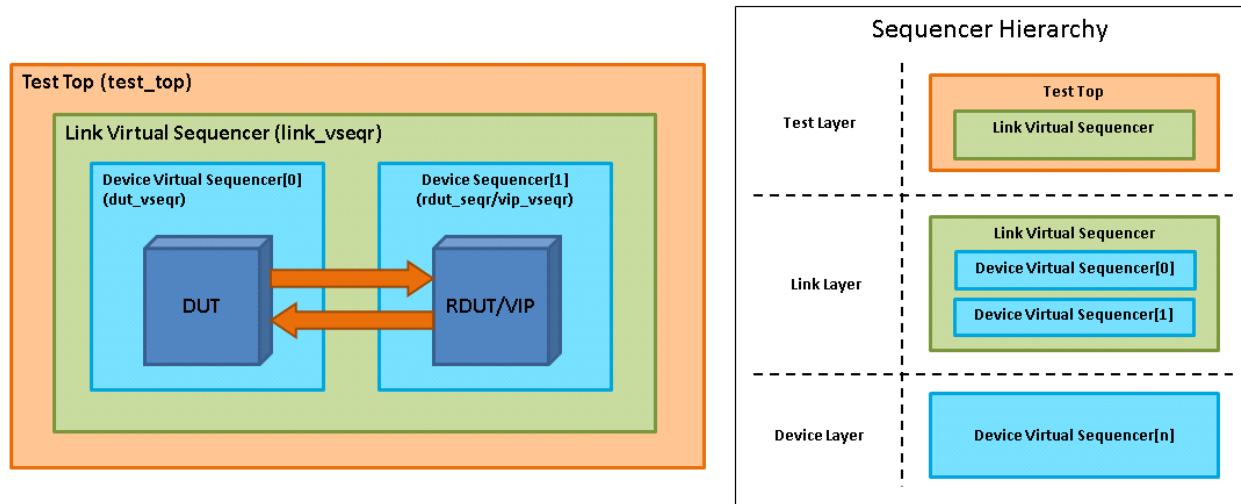 Test Top (test_top)
Link Virtual Sequencer (link_vseqr)
Device Virtual Sequencer[0]
(dut_vseqr)
Device Sequencer[1]
(rdut_seqr/vip_vseqr)
DUT
RDUT/VIP
Sequencer Hierarchy
Test Layer
Test Top
Link Virtual Sequencer
Link Layer
Link Virtual Sequencer
Device Virtual Sequencer[0]
Device Virtual Sequencer[1]
Device Layer
Device Virtual Sequencer[n]